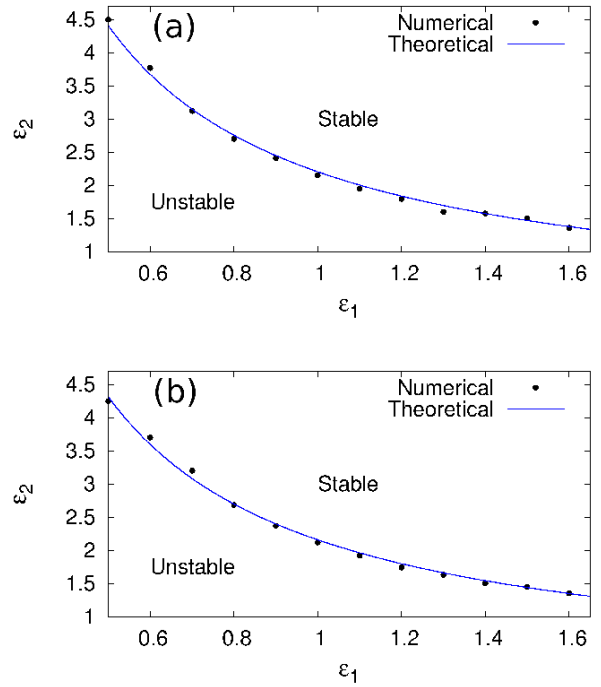 (a)
Numerical
Theoretical
4.5
4
3.5
3
2.5
2
1.5
1
ε2
Stable
Unstable
0.6 0.8 1 1.2 1.4 1.6
ε1
(b)
Numerical
Theoretical
4.5
4
3.5
3
2.5
2
1.5
1
ε2
Stable
Unstable
0.6 0.8 1 1.2 1.4 1.6
ε1